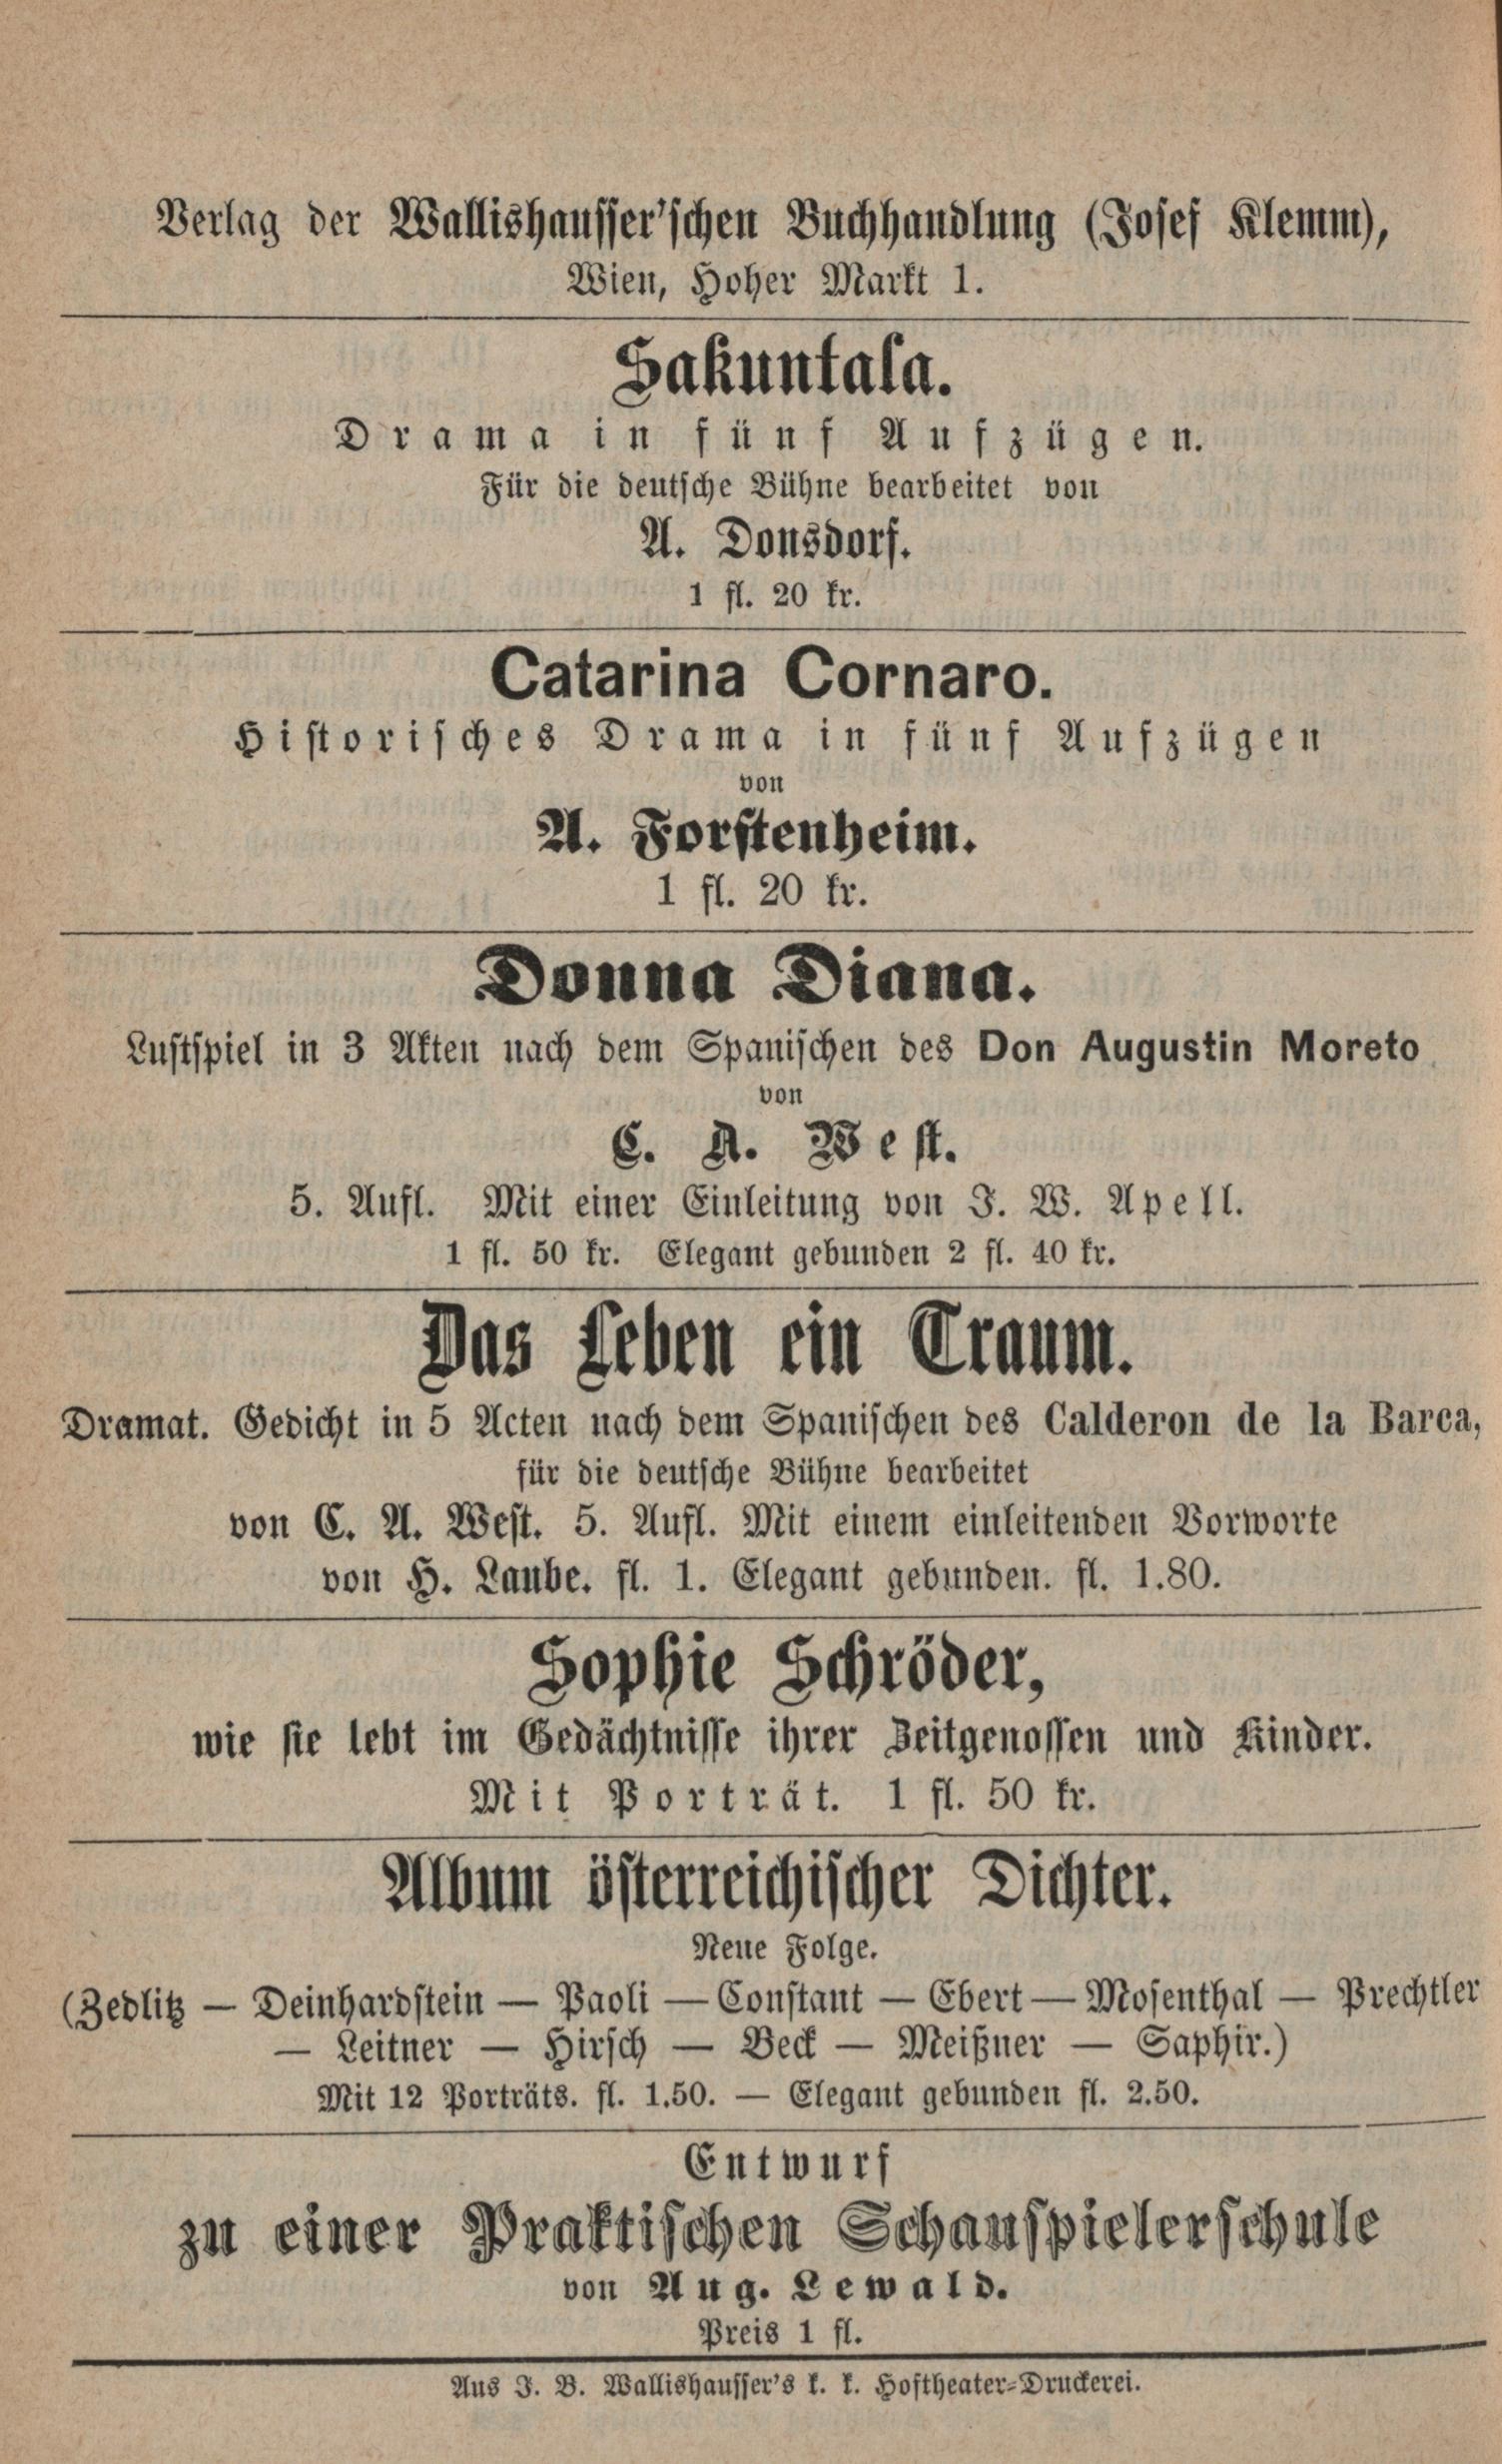 Verlag der Wallishausser'schen Buchhandlung (Josef Klemm),
Wien, Hoher Markt 1.
Sakuntala.
Drama in fünf Aufzügen.
Für die deutsche Bühne bearbeitet von
A. Donsdorf.
1 fl. 20 kr.
Catarina Cornaro.
Historisches Drama in fünf Aufzügen
von
A. Forstenheim.
1 fl. 20 kr.
Donna Diana.
Lustspiel in 3 Akten nach dem Spanischen des Don Augustin Moreto
von
C. A. West.
5. Aufl. Mit einer Einleitung von J. W. Apell.
1 fl. 50 kr. Elegant gebunden 2 fl. 40 kr.
Das Leben ein Traum.
Dramat. Gedicht in 5 Acten nach dem Spanischen des Calderon de la Barca,
für die deutsche Bühne bearbeitet
von C. A. West. 5. Aufl. Mit einem einleitenden Vorworte
von H. Laube. fl. 1. Elegant gebunden. fl. 1.80.
Sophie Schröder,
wie sie lebt im Gedächtnisse ihrer Zeitgenossen und Kinder.
Mit Porträt. 1 fl. 50 kr.
Album österreichischer Dichter.
Neue Folge.
(Zedlitz — Deinhardstein — Paoli — Constant — Ebert — Mosenthal — Prechtler
— Leitner — Hirsch — Beck — Meißner — Saphir.)
Mit 12 Porträts. fl. 1.50. — Elegant gebunden fl. 2.50.
Entwurf
zu einer Praktischen Schauspielerschule
von Aug. Lewald.
Preis 1 fl.
Aus J. B. Wallishausser's k. k. Hoftheater-Druckerei.